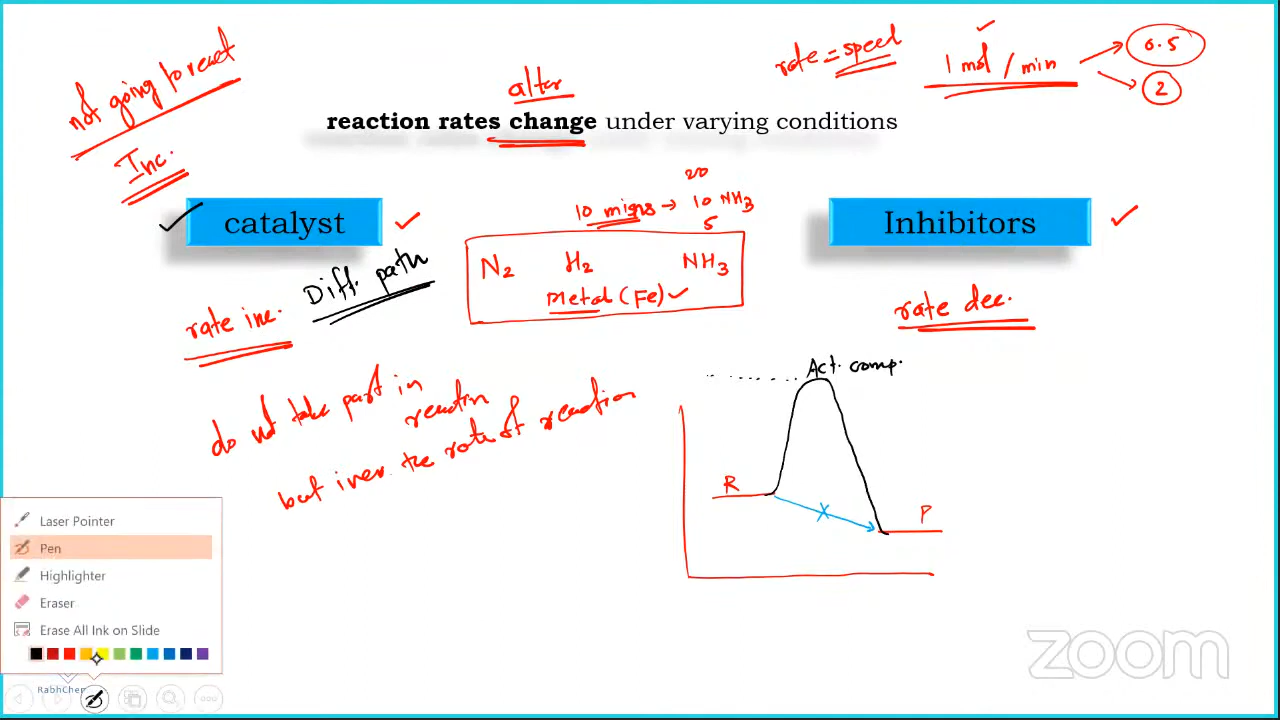 not going to react
Inc.
rate = speed
1 mol / min
0.5
2
alter
reaction rates change under varying conditions
catalyst
Diff. path
rate inc.
20
10 mins → 10 NH3
5
N2 H2 NH3
Metal (Fe)
Inhibitors
rate dec.
do not take part in
reaction
but incr. the rate of reaction
Act. comp.
R
P
Laser Pointer
Pen
Highlighter
Eraser
Erase All Ink on Slide
RabhChem
zoom